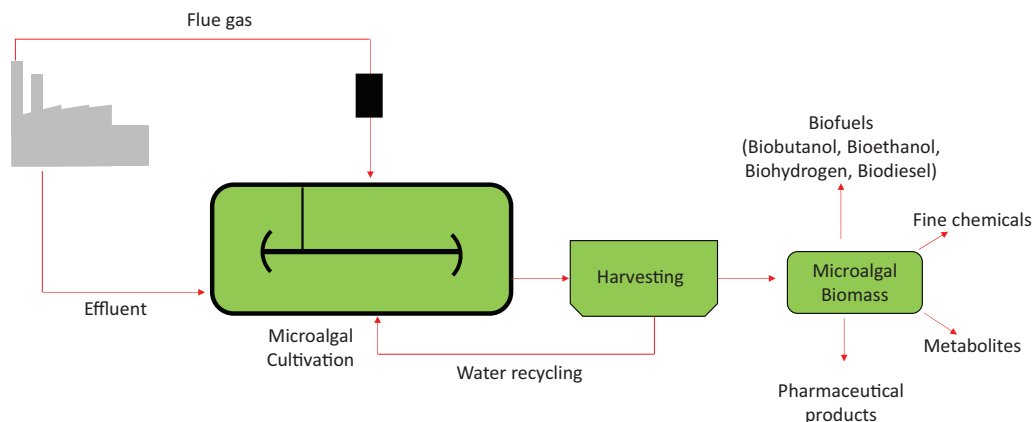 Flue gas
Biofuels
(Biobutanol, Bioethanol,
Biohydrogen, Biodiesel)
Fine chemicals
Harvesting
Microalgal
Biomass
Effluent
Microalgal
Cultivation
Water recycling
Metabolites
Pharmaceutical
products